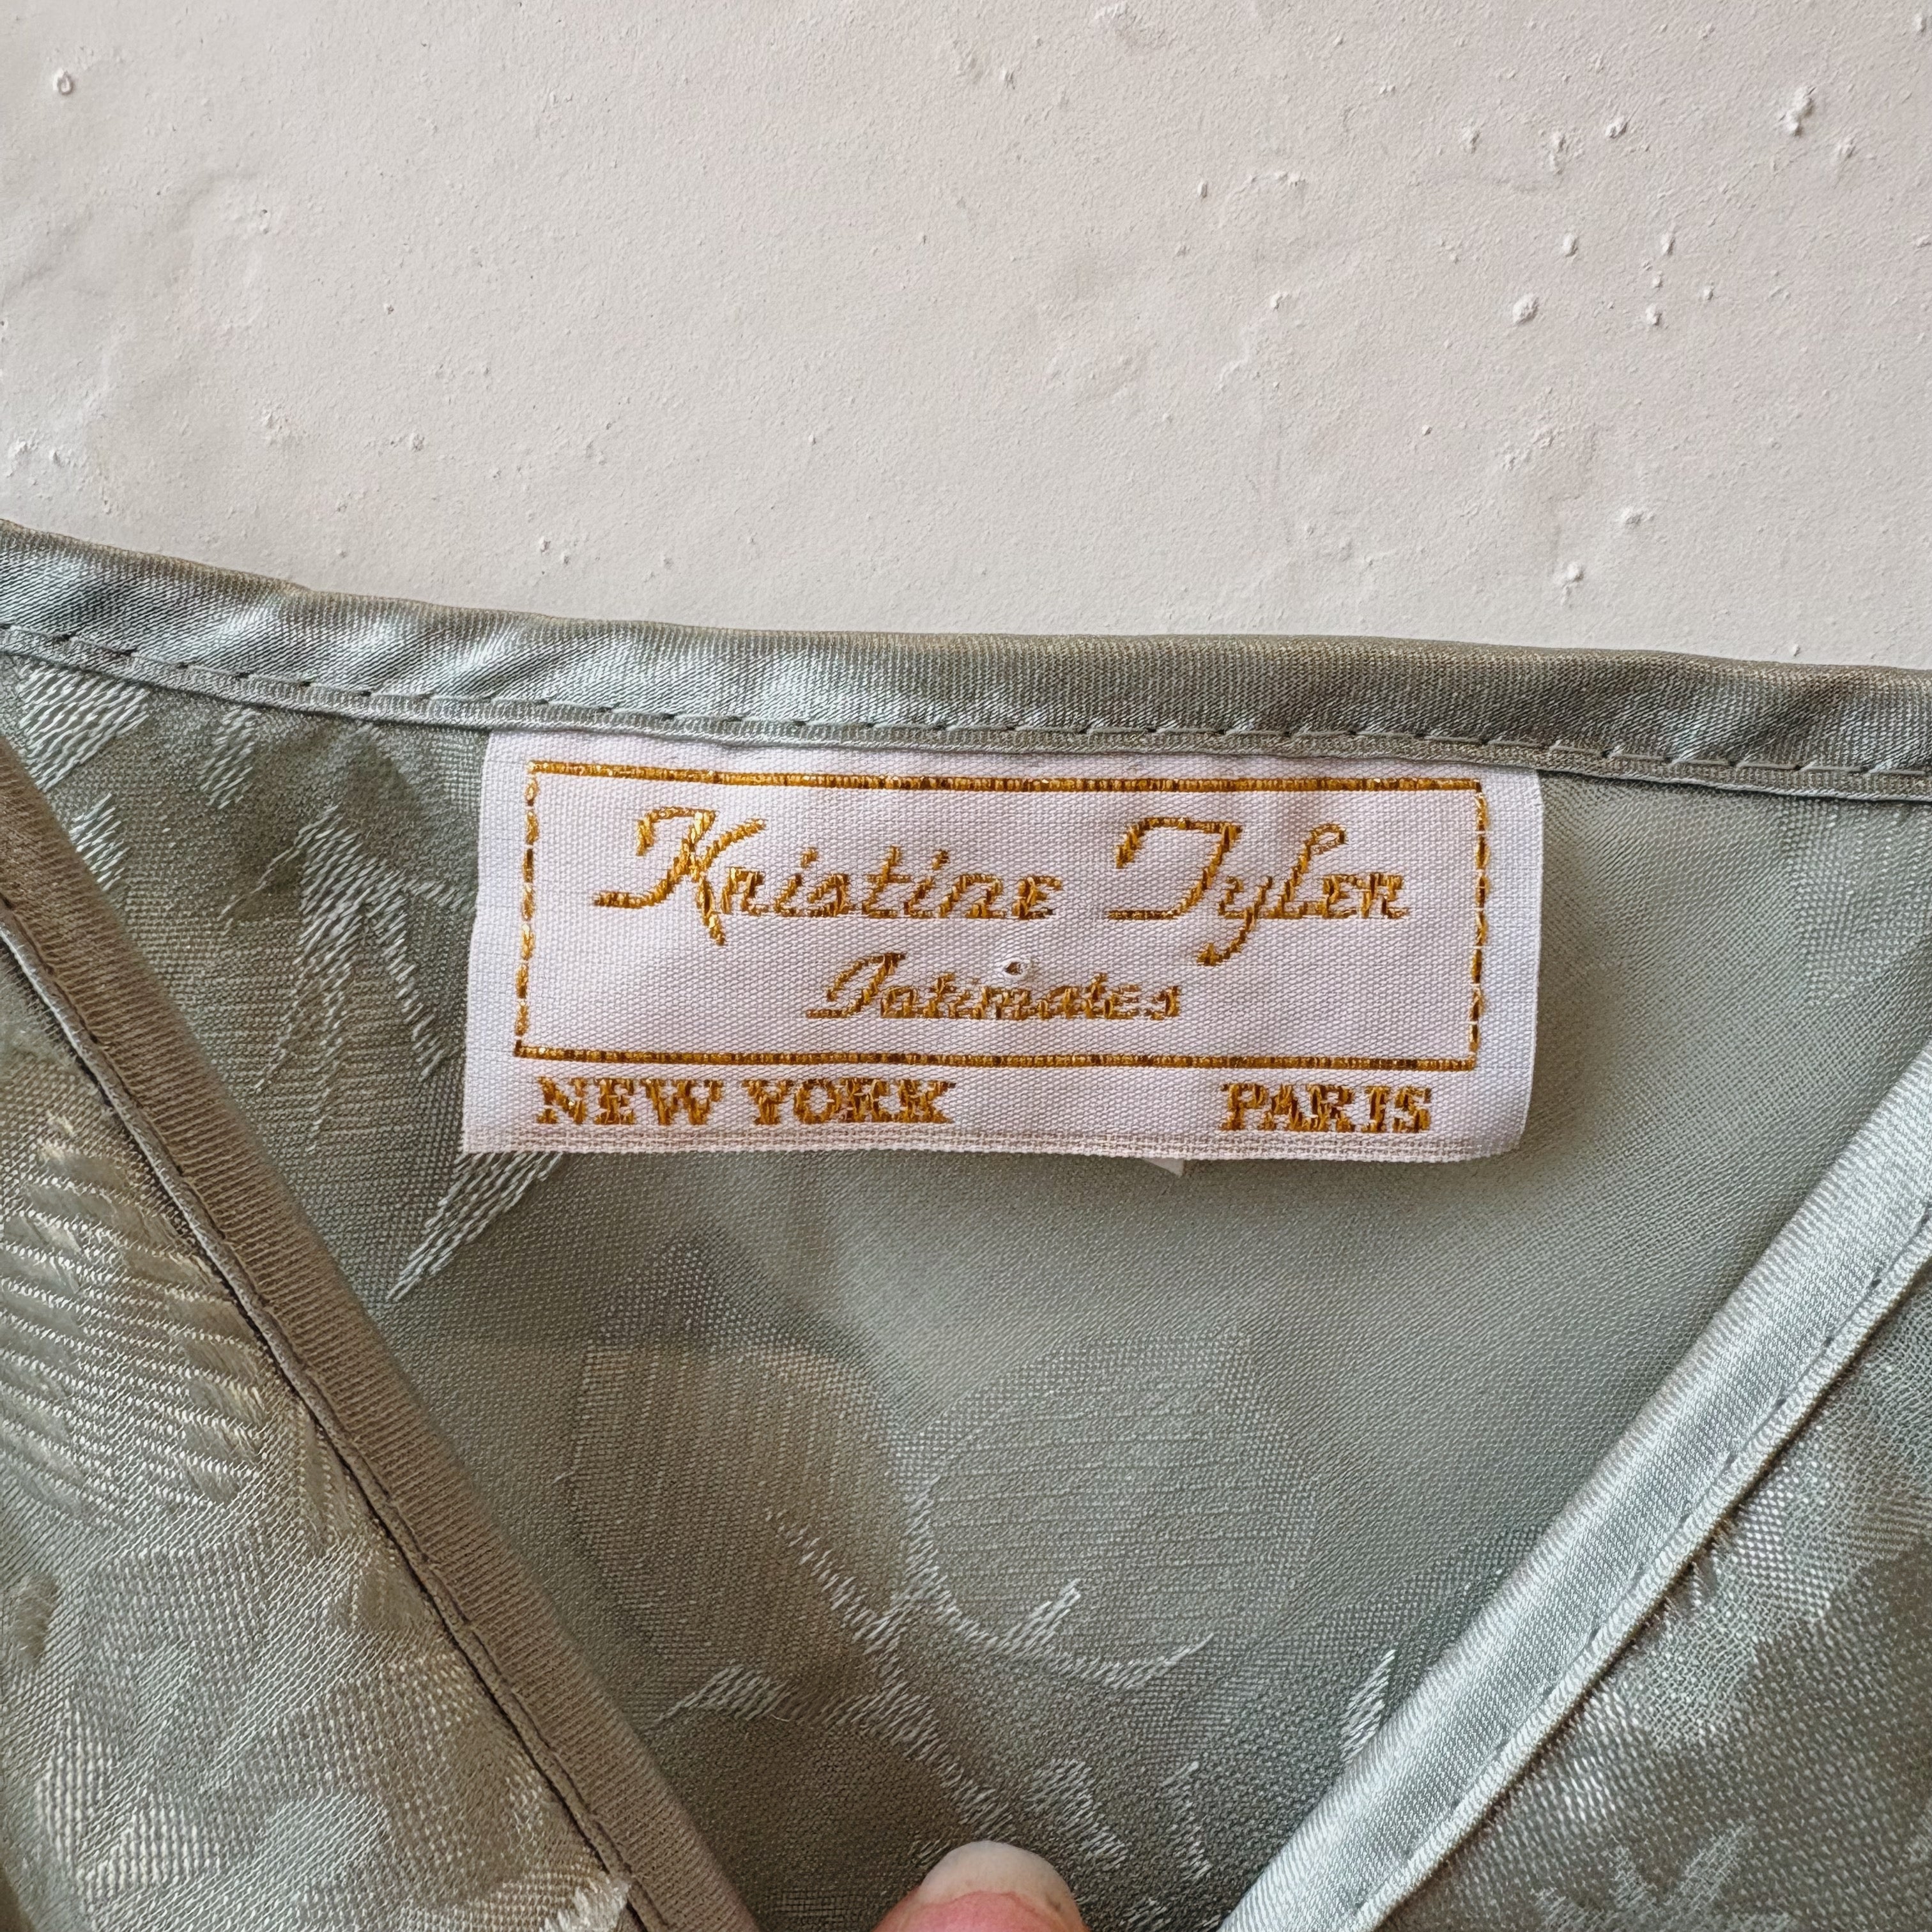 Kristine Tyler
Intimates
NEW YORK PARIS